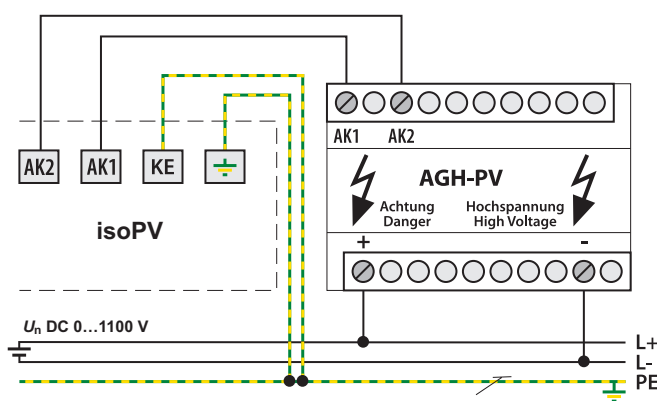 AK1 AK2
AK2 AK1 KE
AGH-PV
Achtung
Danger
Hochspannung
High Voltage
isoPV
+ -
Un DC 0...1100 V
L+
L-
PE